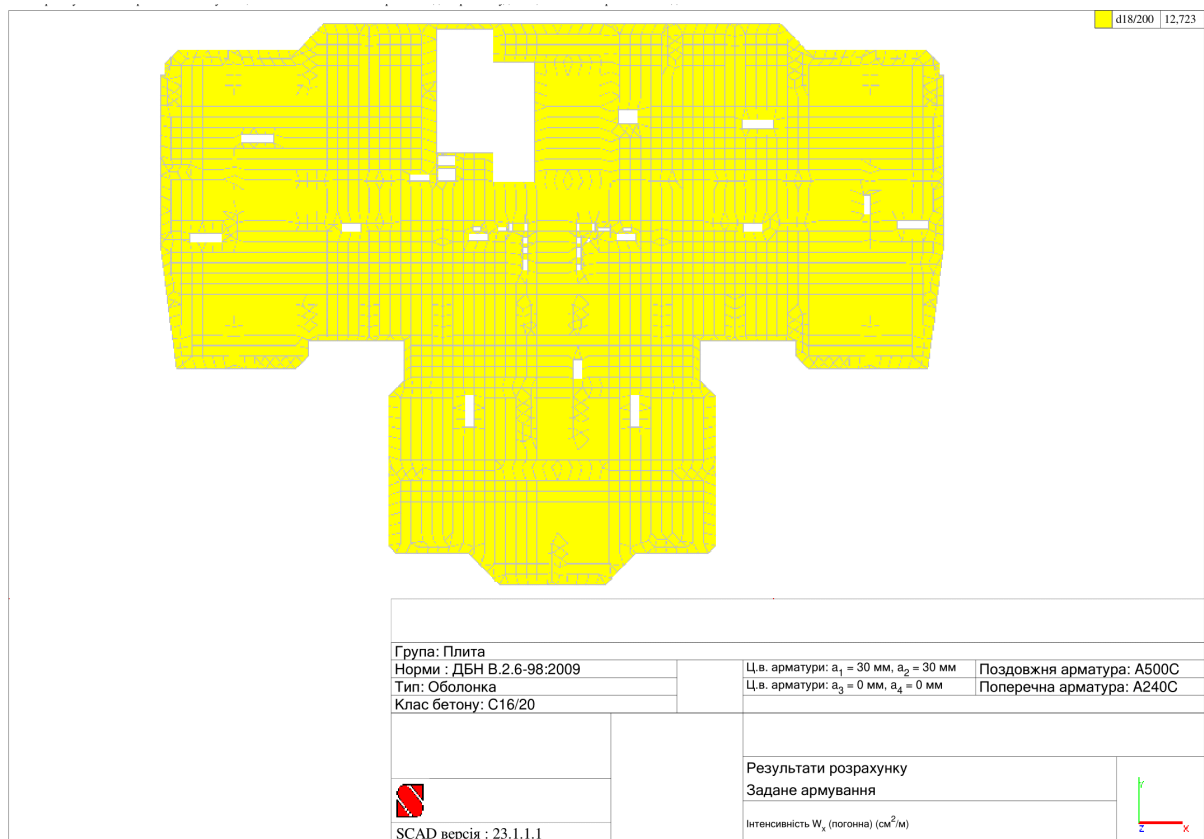 d18/200 12,723
Група: Плита
Норми : ДБН В.2.6-98:2009
Ц.в. арматури: a1 = 30 мм, a2 = 30 мм
Поздовжня арматура: A500C
Тип: Оболонка
Ц.в. арматури: a3 = 0 мм, a4 = 0 мм
Поперечна арматура: A240C
Клас бетону: C16/20
Результати розрахунку
Задане армування
Інтенсивність Wx (погонна) (см2/м)
SCAD версія : 23.1.1.1
Y
Z X